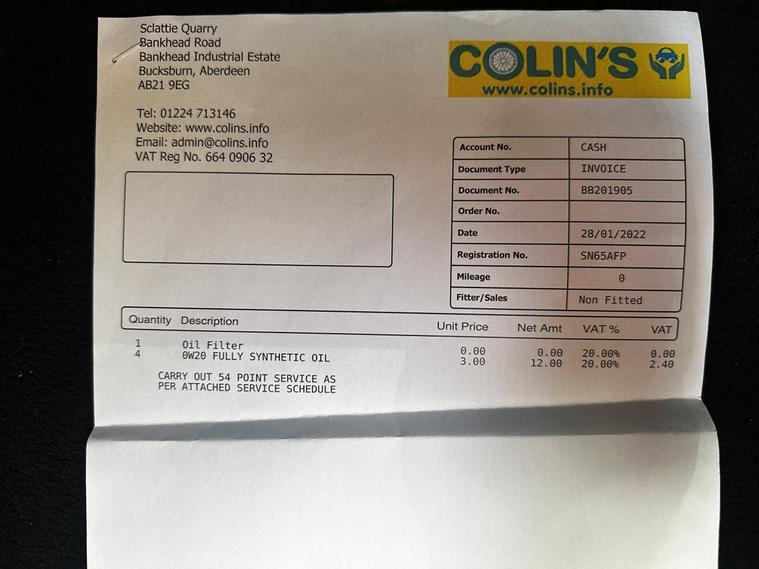 Sclattie Quarry
Bankhead Road
Bankhead Industrial Estate
Bucksburn, Aberdeen
AB21 9EG
Tel: 01224 713146
Website: www.colins.info
Email: admin@colins.info
VAT Reg No. 664 0906 32
COLIN'S
www.colins.info
Account No. CASH
Document Type INVOICE
Document No. BB201905
Order No.
Date 28/01/2022
Registration No. SN65AFP
Mileage 0
Fitter/Sales Non Fitted
Quantity Description Unit Price Net Amt VAT % VAT
1 Oil Filter 0.00 0.00 20.00% 0.00
4 0W20 FULLY SYNTHETIC OIL 3.00 12.00 20.00% 2.40
CARRY OUT 54 POINT SERVICE AS
PER ATTACHED SERVICE SCHEDULE